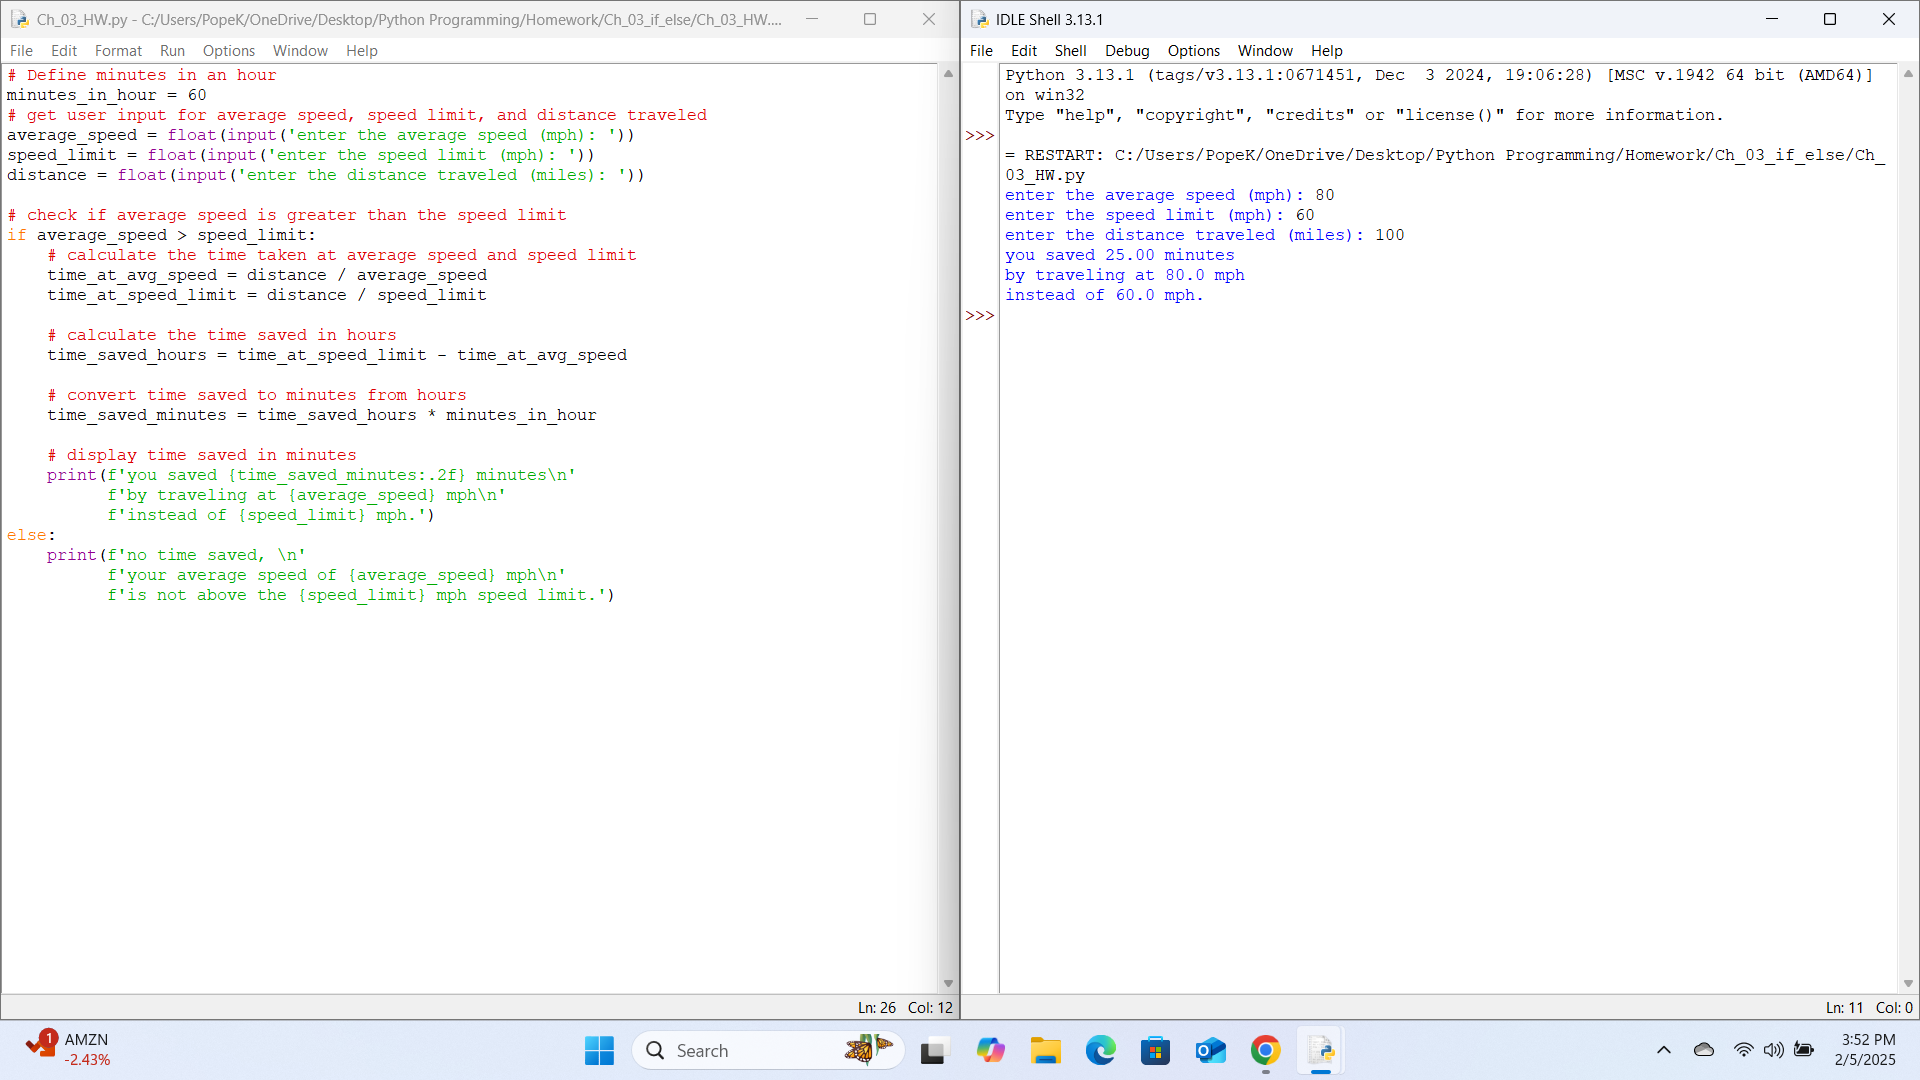 Ch_03_HW.py - C:/Users/PopeK/OneDrive/Desktop/Python Programming/Homework/Ch_03_if_else/Ch_03_HW....
File Edit Format Run Options Window Help
# Define minutes in an hour
minutes_in_hour = 60
# get user input for average speed, speed limit, and distance traveled
average_speed = float(input('enter the average speed (mph): '))
speed_limit = float(input('enter the speed limit (mph): '))
distance = float(input('enter the distance traveled (miles): '))

# check if average speed is greater than the speed limit
if average_speed > speed_limit:
    # calculate the time taken at average speed and speed limit
    time_at_avg_speed = distance / average_speed
    time_at_speed_limit = distance / speed_limit

    # calculate the time saved in hours
    time_saved_hours = time_at_speed_limit - time_at_avg_speed

    # convert time saved to minutes from hours
    time_saved_minutes = time_saved_hours * minutes_in_hour

    # display time saved in minutes
    print(f'you saved {time_saved_minutes:.2f} minutes\n'
          f'by traveling at {average_speed} mph\n'
          f'instead of {speed_limit} mph.')
else:
    print(f'no time saved, \n'
          f'your average speed of {average_speed} mph\n'
          f'is not above the {speed_limit} mph speed limit.')
Ln: 26 Col: 12
IDLE Shell 3.13.1
File Edit Shell Debug Options Window Help
Python 3.13.1 (tags/v3.13.1:0671451, Dec  3 2024, 19:06:28) [MSC v.1942 64 bit (AMD64)]
on win32
Type "help", "copyright", "credits" or "license()" for more information.
>>>
= RESTART: C:/Users/PopeK/OneDrive/Desktop/Python Programming/Homework/Ch_03_if_else/Ch_
03_HW.py
enter the average speed (mph): 80
enter the speed limit (mph): 60
enter the distance traveled (miles): 100
you saved 25.00 minutes
by traveling at 80.0 mph
instead of 60.0 mph.
>>>
Ln: 11 Col: 0
1
AMZN
-2.43%
Search
3:52 PM
2/5/2025